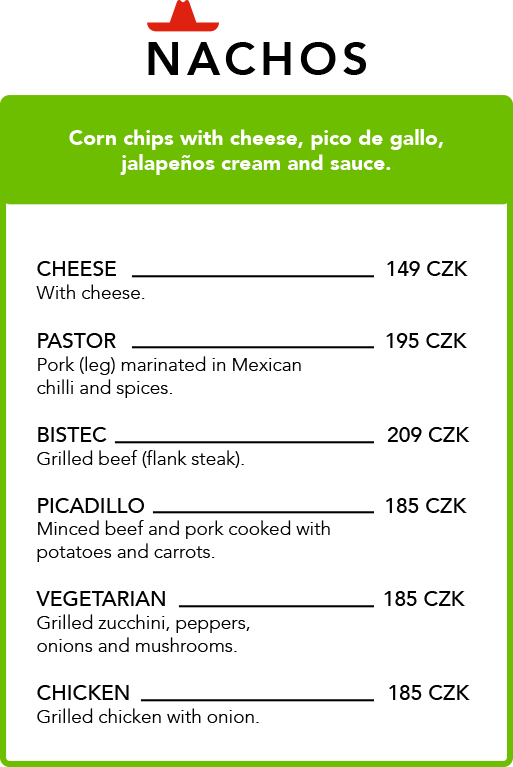 NACHOS
Corn chips with cheese, pico de gallo,
jalapeños cream and sauce.
CHEESE 149 CZK
With cheese.
PASTOR 195 CZK
Pork (leg) marinated in Mexican
chilli and spices.
BISTEC 209 CZK
Grilled beef (flank steak).
PICADILLO 185 CZK
Minced beef and pork cooked with
potatoes and carrots.
VEGETARIAN 185 CZK
Grilled zucchini, peppers,
onions and mushrooms.
CHICKEN 185 CZK
Grilled chicken with onion.